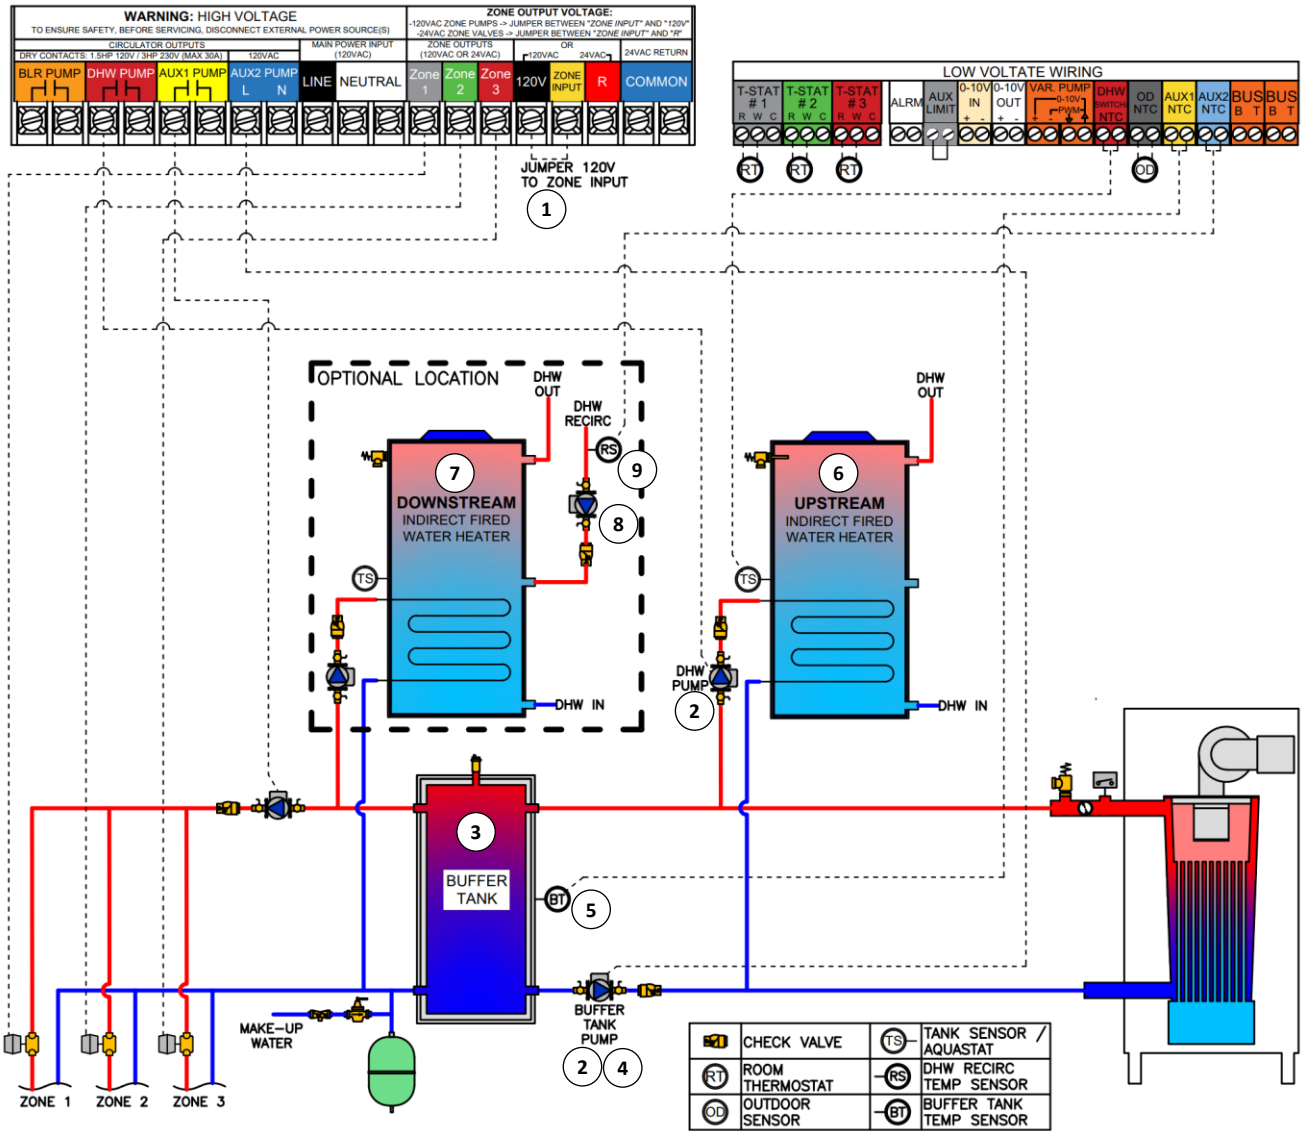 WARNING: HIGH VOLTAGE
TO ENSURE SAFETY, BEFORE SERVICING, DISCONNECT EXTERNAL POWER SOURCE(S)
ZONE OUTPUT VOLTAGE:
-120VAC ZONE PUMPS -> JUMPER BETWEEN "ZONE INPUT" AND "120V"
-24VAC ZONE VALVES -> JUMPER BETWEEN "ZONE INPUT" AND "R"
CIRCULATOR OUTPUTS
DRY CONTACTS: 1.5HP 120V / 3HP 230V (MAX 30A)
120VAC
MAIN POWER INPUT
(120VAC)
ZONE OUTPUTS
(120VAC OR 24VAC)
OR
120VAC 24VAC
24VAC RETURN
BLR PUMP
DHW PUMP
AUX1 PUMP
AUX2 PUMP
L N
LINE
NEUTRAL
Zone
1
Zone
2
Zone
3
120V
ZONE
INPUT
R
COMMON
JUMPER 120V
TO ZONE INPUT
1
LOW VOLTATE WIRING
T-STAT
# 1
R W C
T-STAT
# 2
R W C
T-STAT
# 3
R W C
ALRM
AUX
LIMIT
0-10V
IN
+ -
0-10V
OUT
+ -
VAR. PUMP
0-10V
PWM
+ -
DHW
SWITCH/
NTC
OD
NTC
AUX1
NTC
AUX2
NTC
BUS
B T
BUS
B T
RT
RT
RT
OD
OPTIONAL LOCATION
DHW
OUT
DHW
RECIRC
RS
9
7
DOWNSTREAM
INDIRECT FIRED
WATER HEATER
8
TS
DHW IN
DHW
OUT
6
UPSTREAM
INDIRECT FIRED
WATER HEATER
TS
DHW
PUMP
2
DHW IN
3
BUFFER
TANK
BT
5
BUFFER
TANK
PUMP
2 4
MAKE-UP
WATER
ZONE 1
ZONE 2
ZONE 3
CHECK VALVE
TS
TANK SENSOR /
AQUASTAT
RT
ROOM
THERMOSTAT
RS
DHW RECIRC
TEMP SENSOR
OD
OUTDOOR
SENSOR
BT
BUFFER TANK
TEMP SENSOR